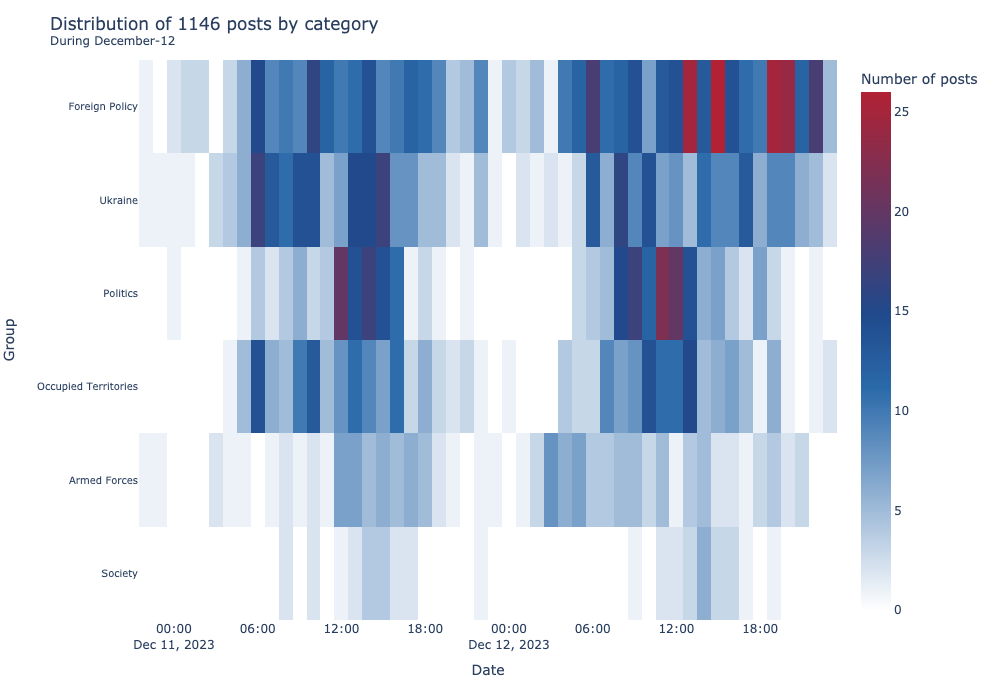 Distribution of 1146 posts by category
During December-12
Number of posts
25
20
15
10
5
0
Group
Foreign Policy
Ukraine
Politics
Occupied Territories
Armed Forces
Society
00:00 06:00 12:00 18:00 00:00 06:00 12:00 18:00
Dec 11, 2023 Dec 12, 2023
Date